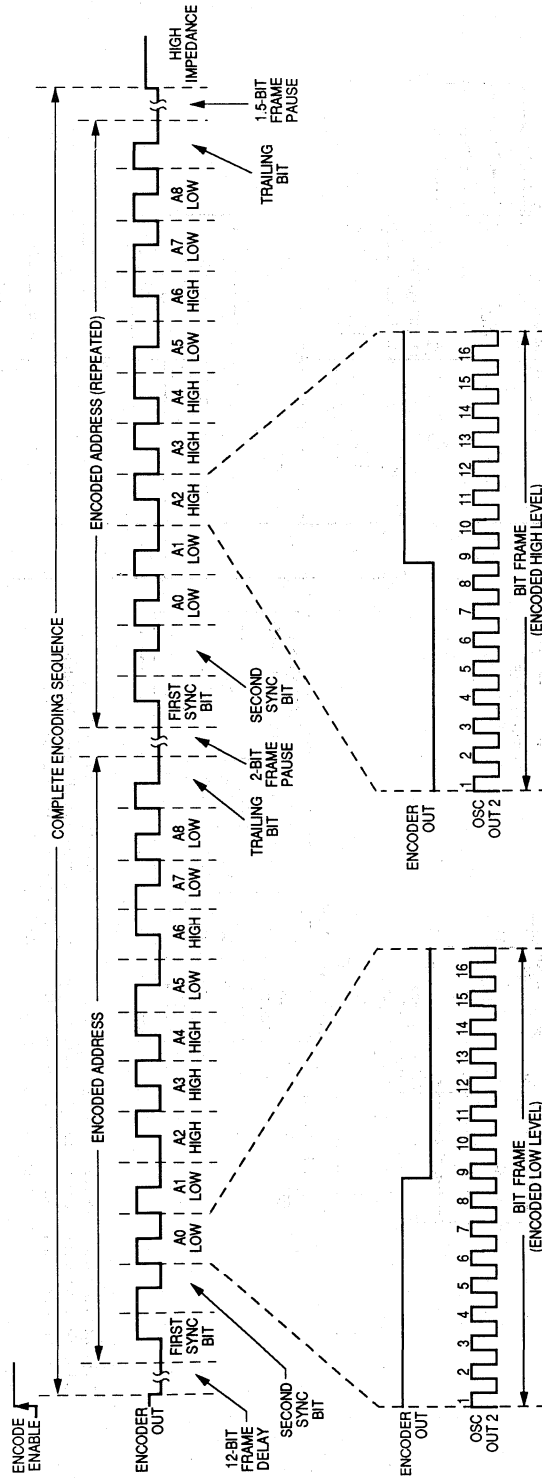 ENCODE
ENABLE
COMPLETE ENCODING SEQUENCE
ENCODED ADDRESS
ENCODED ADDRESS (REPEATED)
ENCODER
OUT
HIGH
IMPEDANCE
12-BIT
FRAME
DELAY
FIRST
SYNC
BIT
SECOND
SYNC
BIT
A0
LOW
A1
LOW
A2
HIGH
A3
HIGH
A4
HIGH
A5
LOW
A6
HIGH
A7
LOW
A8
LOW
TRAILING
BIT
2-BIT
FRAME
PAUSE
FIRST
SYNC
BIT
SECOND
SYNC
BIT
A0
LOW
A1
LOW
A2
HIGH
A3
HIGH
A4
HIGH
A5
LOW
A6
HIGH
A7
LOW
A8
LOW
TRAILING
BIT
1.5-BIT
FRAME
PAUSE
ENCODER
OUT
OSC
OUT 2
1 2 3 4 5 6 7 8 9 10 11 12 13 14 15 16
BIT FRAME
(ENCODED LOW LEVEL)
ENCODER
OUT
OSC
OUT 2
1 2 3 4 5 6 7 8 9 10 11 12 13 14 15 16
BIT FRAME
(ENCODED HIGH LEVEL)